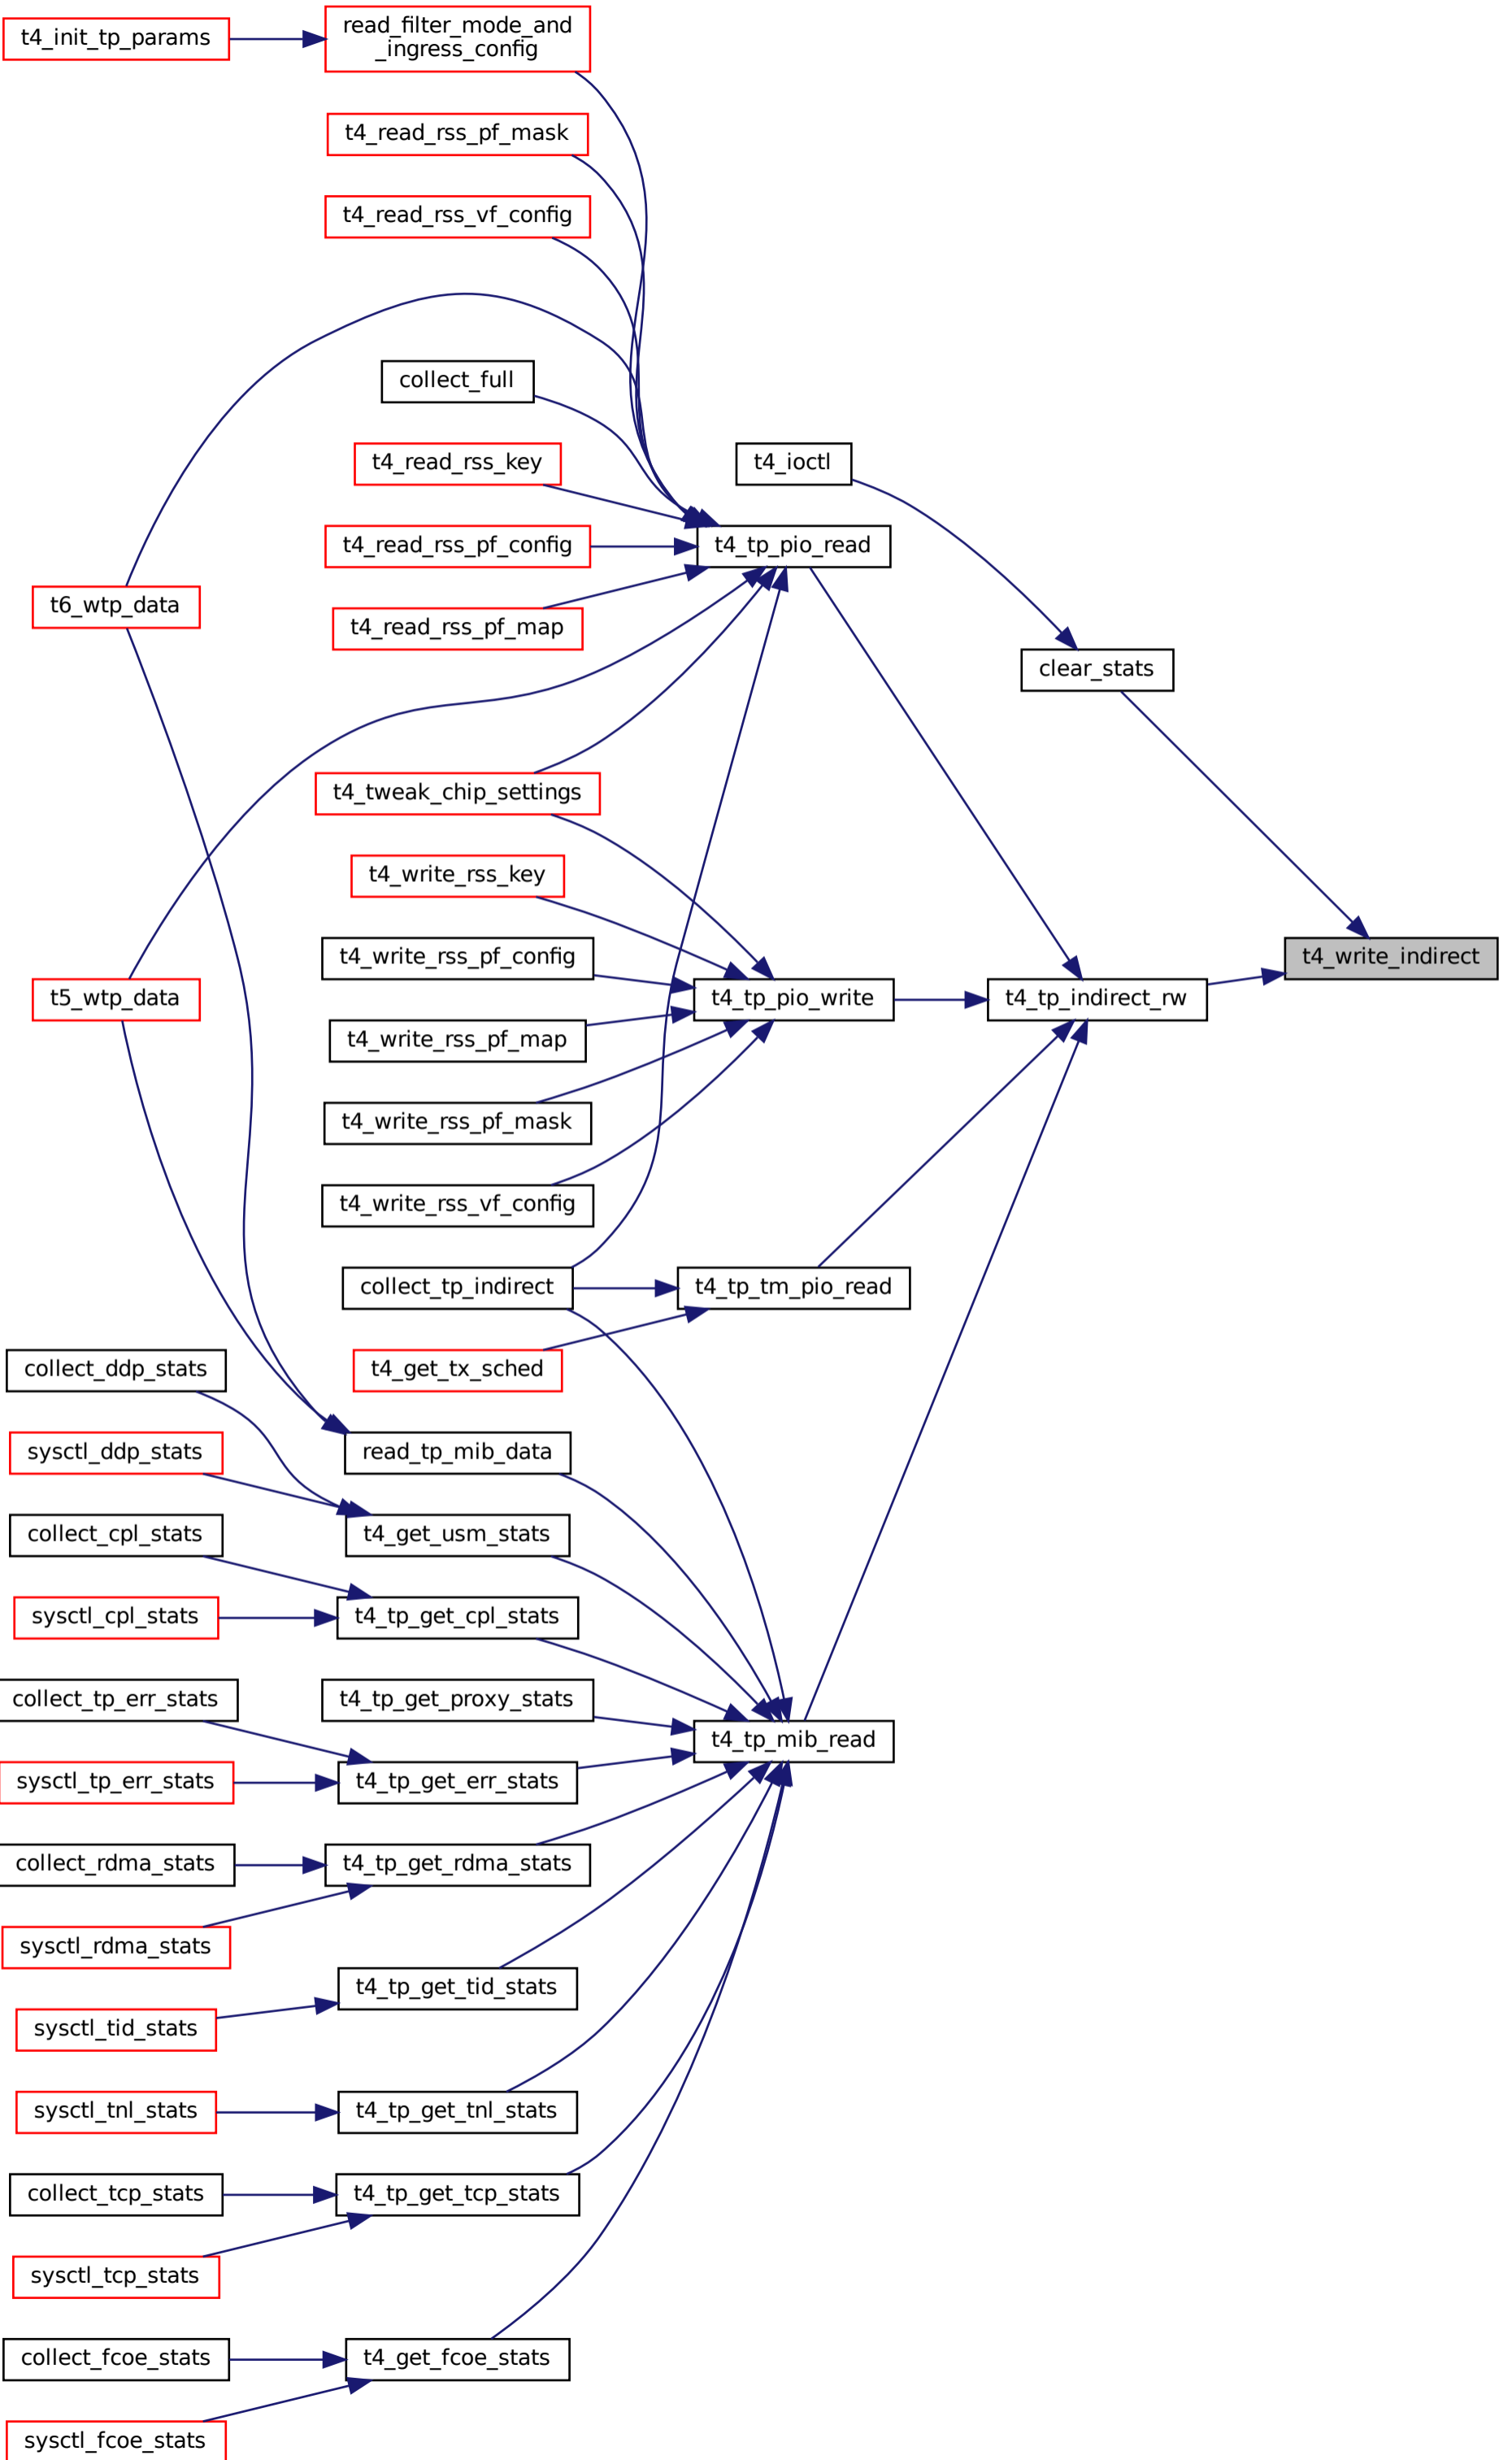 t4_init_tp_params
read_filter_mode_and
_ingress_config
t4_read_rss_pf_mask
t4_read_rss_vf_config
collect_full
t4_read_rss_key
t4_ioctl
t4_read_rss_pf_config
t4_tp_pio_read
t6_wtp_data
t4_read_rss_pf_map
clear_stats
t4_tweak_chip_settings
t4_write_rss_key
t4_write_rss_pf_config
t4_write_indirect
t5_wtp_data
t4_tp_pio_write
t4_tp_indirect_rw
t4_write_rss_pf_map
t4_write_rss_pf_mask
t4_write_rss_vf_config
collect_tp_indirect
t4_tp_tm_pio_read
collect_ddp_stats
t4_get_tx_sched
sysctl_ddp_stats
read_tp_mib_data
collect_cpl_stats
t4_get_usm_stats
sysctl_cpl_stats
t4_tp_get_cpl_stats
collect_tp_err_stats
t4_tp_get_proxy_stats
t4_tp_mib_read
sysctl_tp_err_stats
t4_tp_get_err_stats
collect_rdma_stats
t4_tp_get_rdma_stats
sysctl_rdma_stats
t4_tp_get_tid_stats
sysctl_tid_stats
sysctl_tnl_stats
t4_tp_get_tnl_stats
collect_tcp_stats
t4_tp_get_tcp_stats
sysctl_tcp_stats
collect_fcoe_stats
t4_get_fcoe_stats
sysctl_fcoe_stats